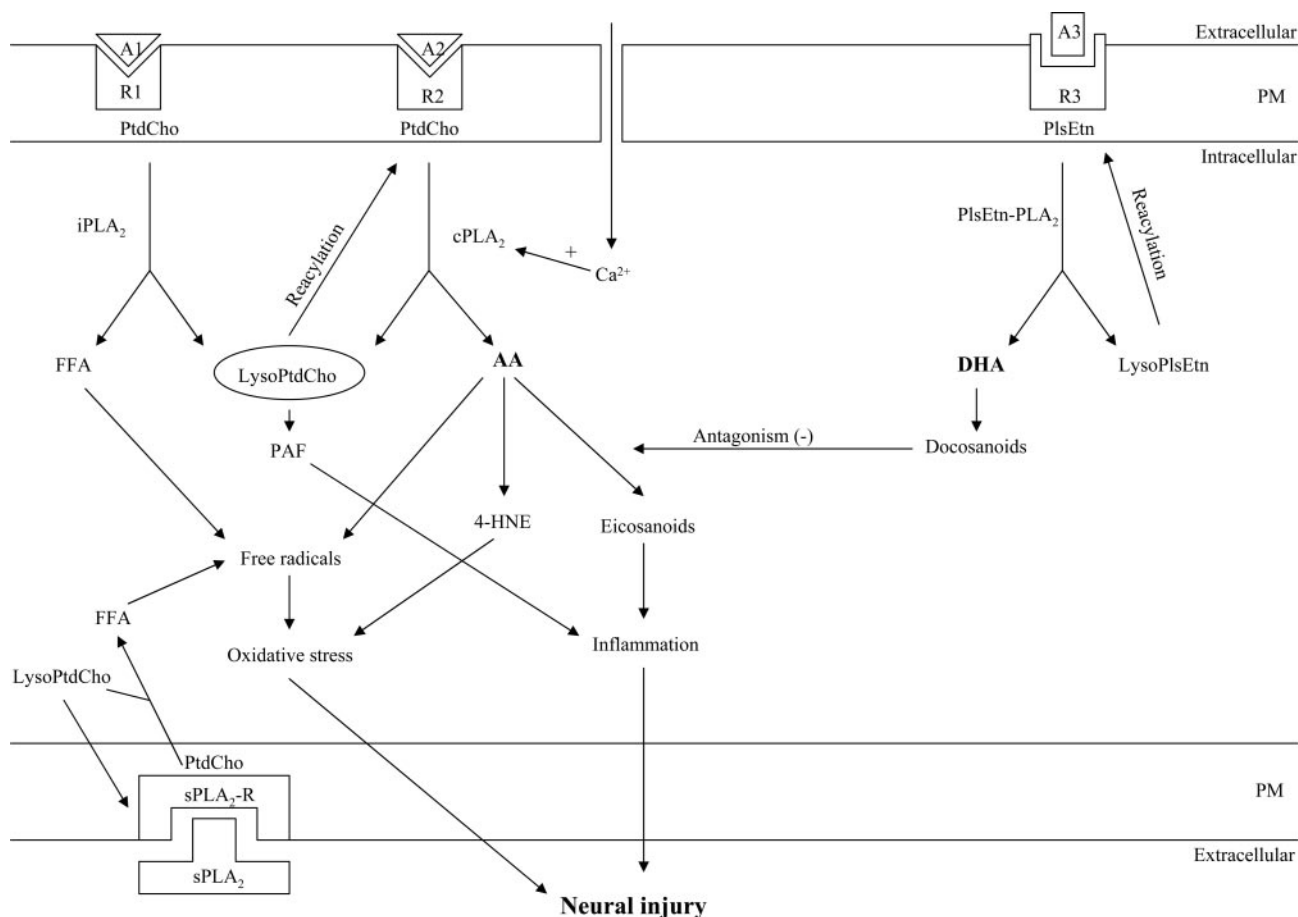 A1
A2
A3
Extracellular
R1
R2
R3
PM
PtdCho
PtdCho
PlsEtn
Intracellular
iPLA₂
Reacylation
cPLA₂
+
Ca²⁺
PlsEtn-PLA₂
Reacylation
FFA
LysoPtdCho
AA
DHA
LysoPlsEtn
PAF
Antagonism (-)
Docosanoids
4-HNE
Eicosanoids
Free radicals
FFA
Oxidative stress
Inflammation
LysoPtdCho
PtdCho
sPLA₂-R
PM
sPLA₂
Extracellular
Neural injury